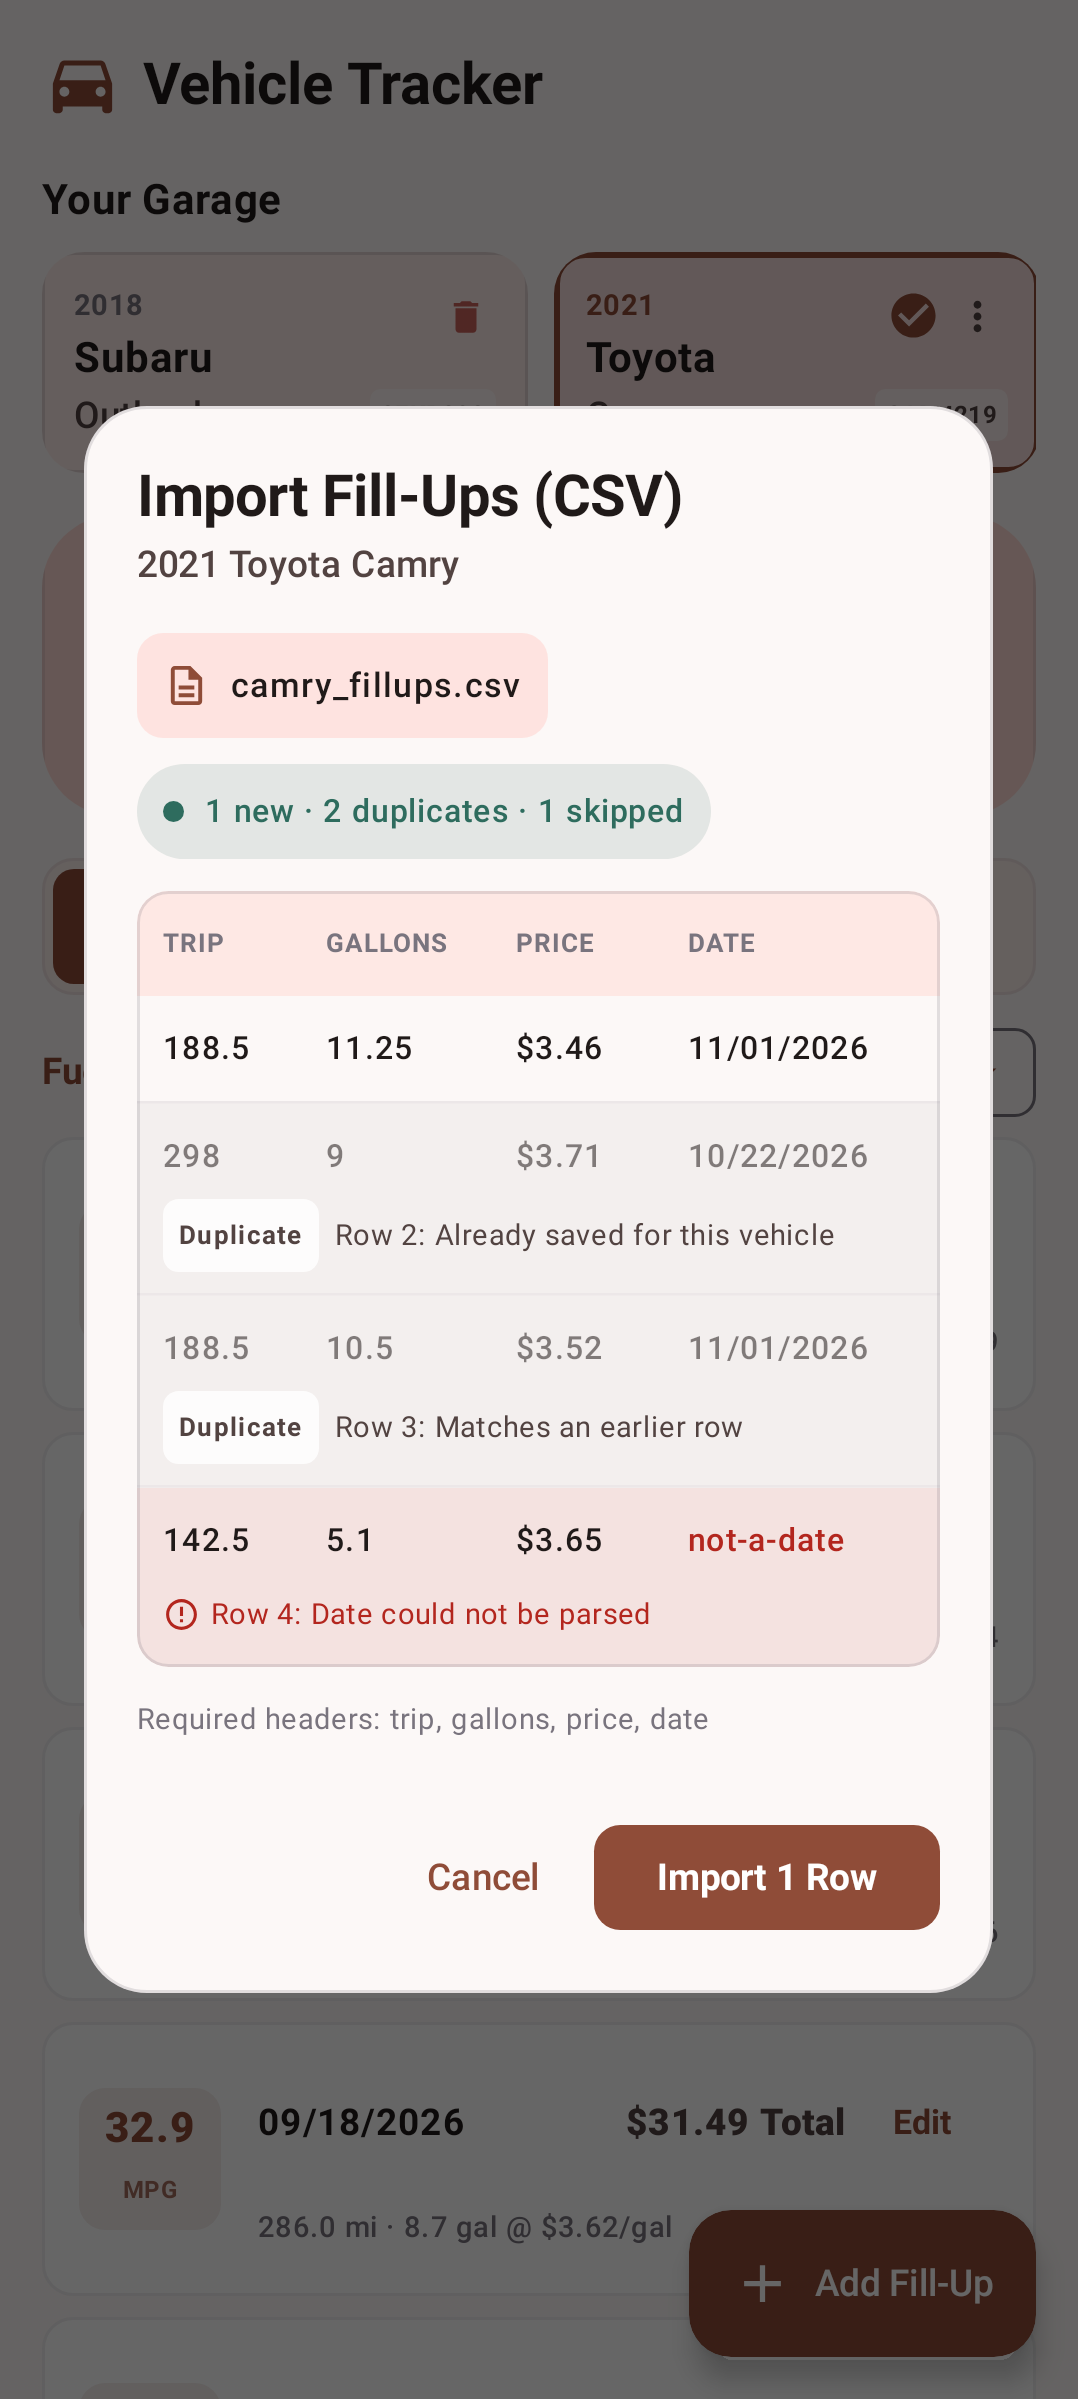 Vehicle Tracker
Your Garage
2018
Subaru
2021
Toyota
Import Fill-Ups (CSV)
2021 Toyota Camry
camry_fillups.csv
1 new · 2 duplicates · 1 skipped
TRIP GALLONS PRICE DATE
188.5 11.25 $3.46 11/01/2026
298 9 $3.71 10/22/2026
Duplicate Row 2: Already saved for this vehicle
188.5 10.5 $3.52 11/01/2026
Duplicate Row 3: Matches an earlier row
142.5 5.1 $3.65 not-a-date
Row 4: Date could not be parsed
Required headers: trip, gallons, price, date
Cancel
Import 1 Row
32.9
MPG
09/18/2026
$31.49 Total
Edit
286.0 mi · 8.7 gal @ $3.62/gal
Add Fill-Up